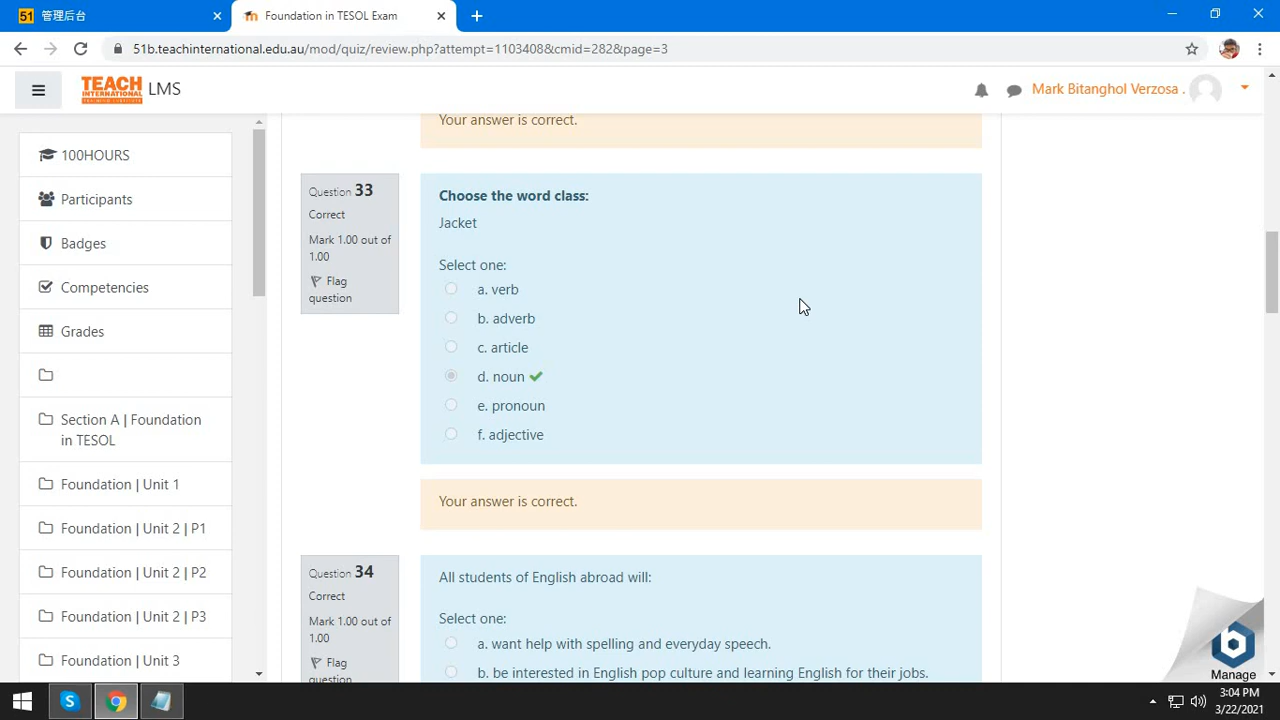 51 管理后台
Foundation in TESOL Exam
51b.teachinternational.edu.au/mod/quiz/review.php?attempt=1103408&cmid=282&page=3
TEACH
INTERNATIONAL
LMS
Mark Bitanghol Verzosa .
100HOURS
Participants
Badges
Competencies
Grades
Section A | Foundation
in TESOL
Foundation | Unit 1
Foundation | Unit 2 | P1
Foundation | Unit 2 | P2
Foundation | Unit 2 | P3
Foundation | Unit 3
Your answer is correct.
Question 33
Correct
Mark 1.00 out of
1.00
Flag
question
Choose the word class:
Jacket
Select one:
a. verb
b. adverb
c. article
d. noun
e. pronoun
f. adjective
Your answer is correct.
Question 34
Correct
Mark 1.00 out of
1.00
Flag
question
All students of English abroad will:
Select one:
a. want help with spelling and everyday speech.
b. be interested in English pop culture and learning English for their jobs.
Manage
3:04 PM
3/22/2021